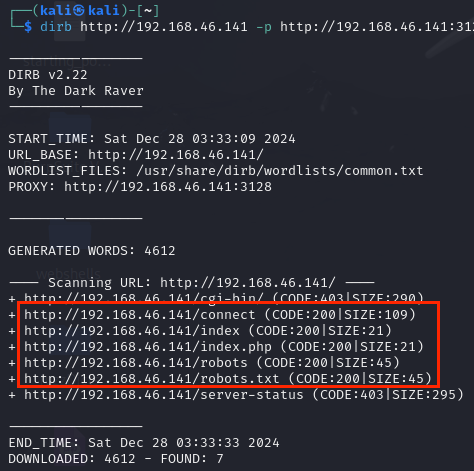 ┌──(kali㉿kali)-[~]
└─$ dirb http://192.168.46.141 -p http://192.168.46.141:312
-----------------
DIRB v2.22
By The Dark Raver
-----------------
START_TIME: Sat Dec 28 03:33:09 2024
URL_BASE: http://192.168.46.141/
WORDLIST_FILES: /usr/share/dirb/wordlists/common.txt
PROXY: http://192.168.46.141:3128
-----------------
GENERATED WORDS: 4612
---- Scanning URL: http://192.168.46.141/ ----
+ http://192.168.46.141/cgi-bin/ (CODE:403|SIZE:290)
+ http://192.168.46.141/connect (CODE:200|SIZE:109)
+ http://192.168.46.141/index (CODE:200|SIZE:21)
+ http://192.168.46.141/index.php (CODE:200|SIZE:21)
+ http://192.168.46.141/robots (CODE:200|SIZE:45)
+ http://192.168.46.141/robots.txt (CODE:200|SIZE:45)
+ http://192.168.46.141/server-status (CODE:403|SIZE:295)
-----------------
END_TIME: Sat Dec 28 03:33:33 2024
DOWNLOADED: 4612 - FOUND: 7
webshells